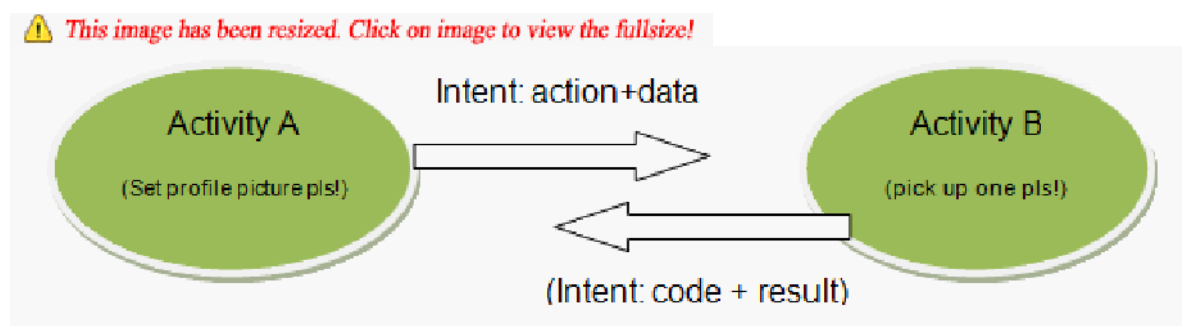 This image has been resized. Click on image to view the fullsize!
Intent: action+data
Activity A
(Set profile picture pls!)
Activity B
(pick up one pls!)
(Intent: code + result)